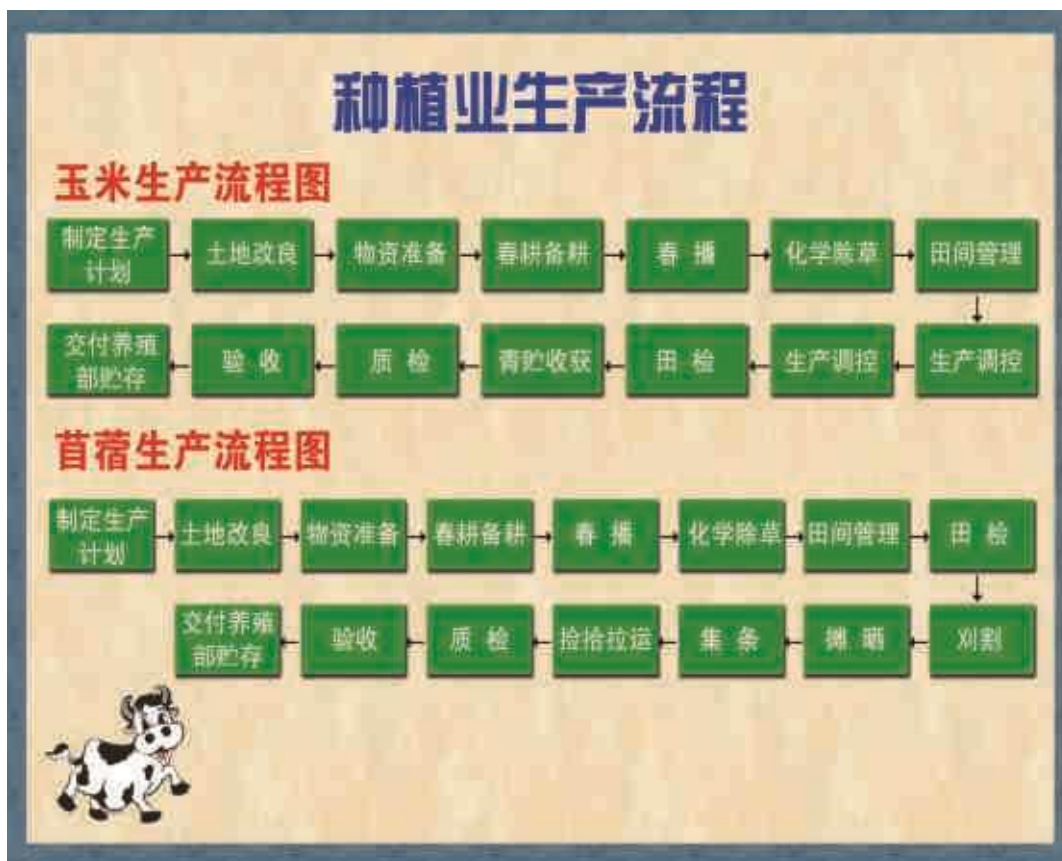 种植业生产流程
玉米生产流程图
制定生产
计划
土地改良
物资准备
春耕备耕
春 播
化学除草
田间管理
生产调控
生产调控
田 检
青贮收获
质 检
验 收
交付养殖
部贮存
苜蓿生产流程图
制定生产
计划
土地改良
物资准备
春耕备耕
春 播
化学除草
田间管理
田 检
刈割
摊 晒
集 条
捡拾拉运
质 检
验收
交付养殖
部贮存